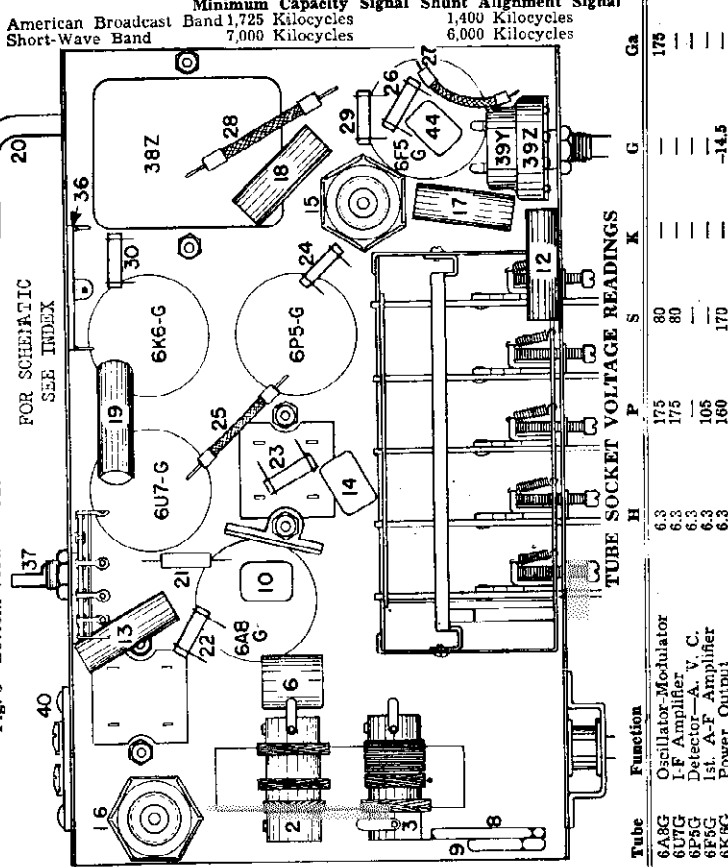 Minimum Capacity Signal Shunt Alignment Signal
American Broadcast Band 1,725 Kilocycles 1,400 Kilocycles
Short-Wave Band 7,000 Kilocycles 6,000 Kilocycles
FOR SCHEMATIC
SEE INDEX
20
36
38Z
28
18
29
26
27
44
6F5
G
39Y
39Z
30
15
17
24
12
6K6-G
6P5-G
19
25
23
14
6U7-G
37
21
10
13
22
6A8
G
40
6
16
2
3
8
9
TUBE SOCKET VOLTAGE READINGS
Tube Function H P S K G Ga
6A8G Oscillator-Modulator 6.3 175 80 — — 175
6U7G I-F Amplifier 6.3 175 80 — — —
6P5G Detector—A. V. C. 6.3 — — — — —
6F5G 1st. A-F Amplifier 6.3 105 — — — —
6K6G Power Output 6.3 160 170 — -14.5 —